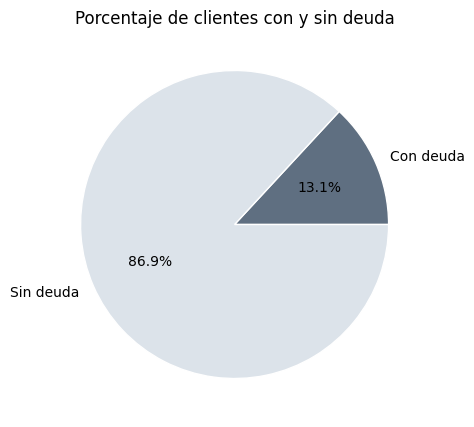 Porcentaje de clientes con y sin deuda
Con deuda
13.1%
86.9%
Sin deuda